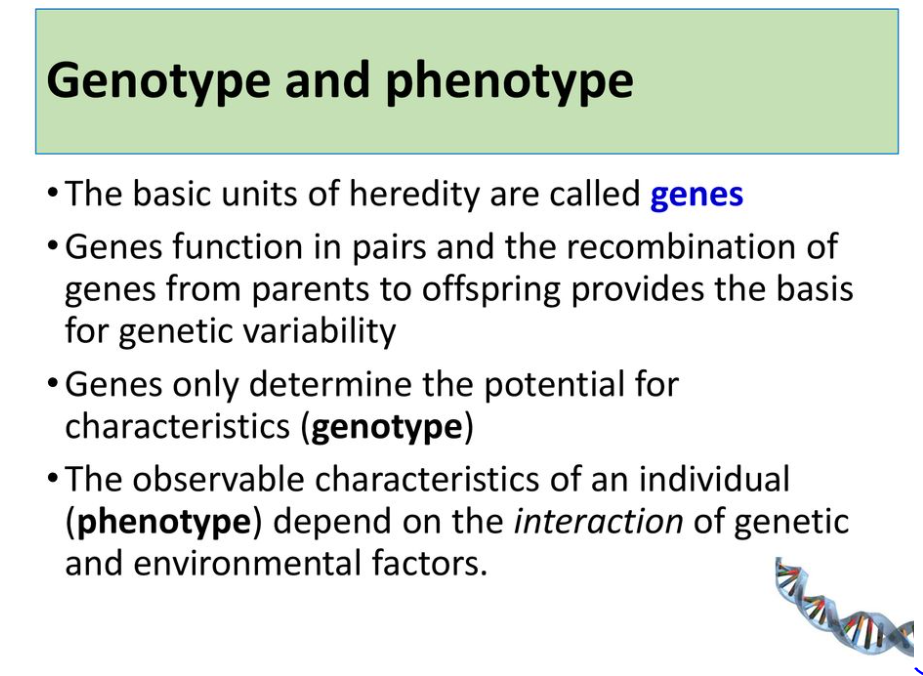 Genotype and phenotype
•The basic units of heredity are called genes
•Genes function in pairs and the recombination of
genes from parents to offspring provides the basis
for genetic variability
•Genes only determine the potential for
characteristics (genotype)
•The observable characteristics of an individual
(phenotype) depend on the interaction of genetic
and environmental factors.